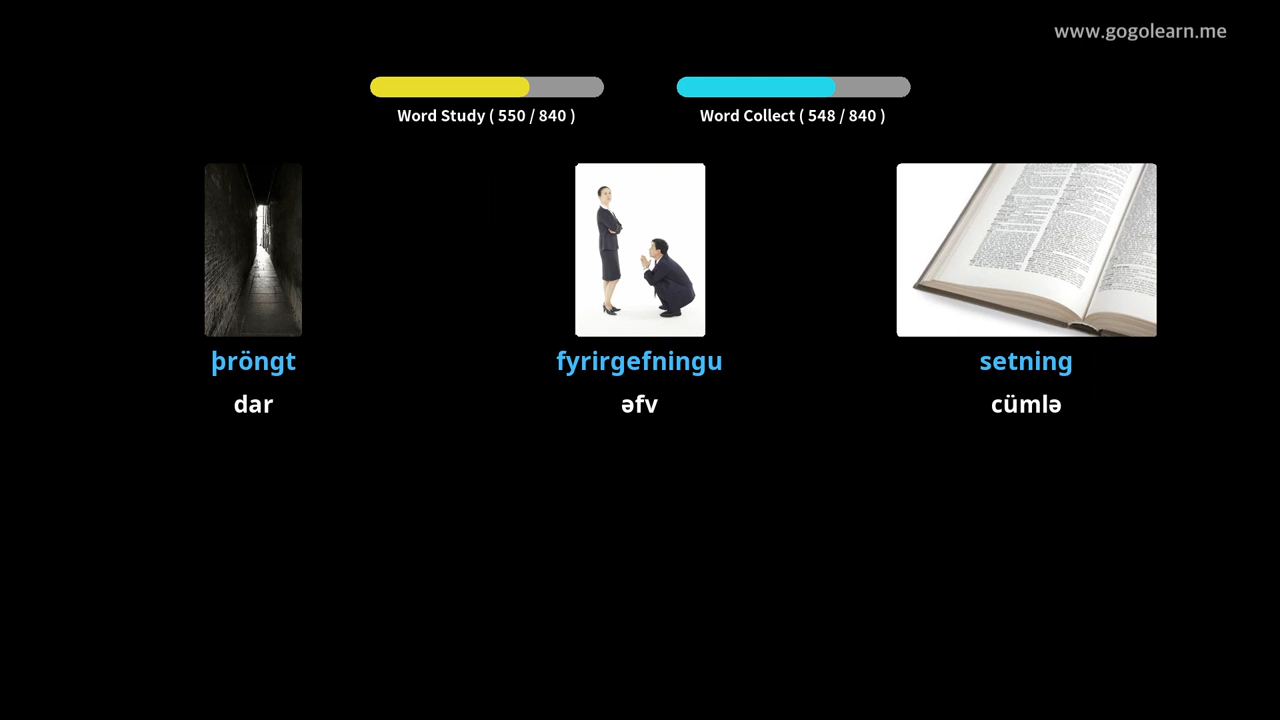 www.gogolearn.me
Word Study ( 550 / 840 )
Word Collect ( 548 / 840 )
þröngt
fyrirgefningu
setning
dar
əfv
cümlə